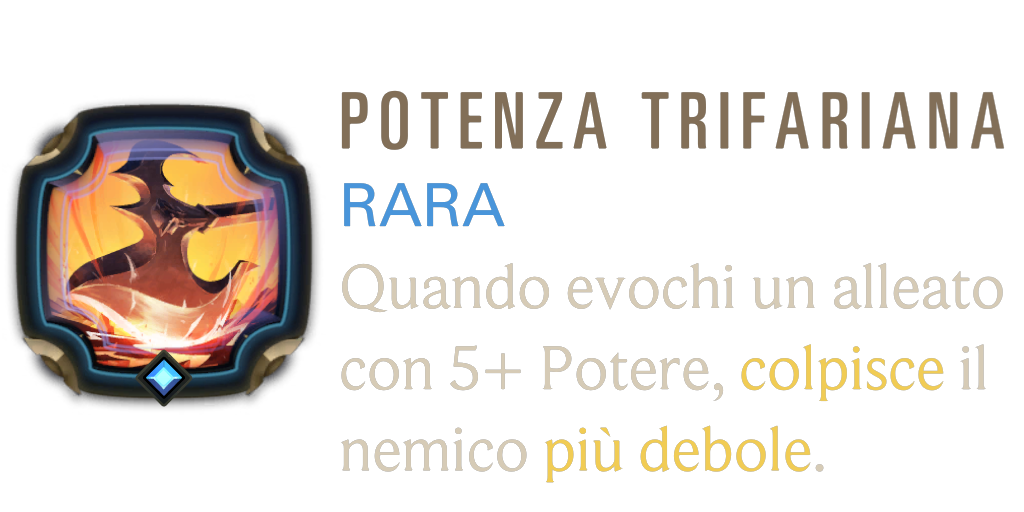 POTENZA TRIFARIANA
RARA
Quando evochi un alleato
con 5+ Potere, colpisce il
nemico più debole.